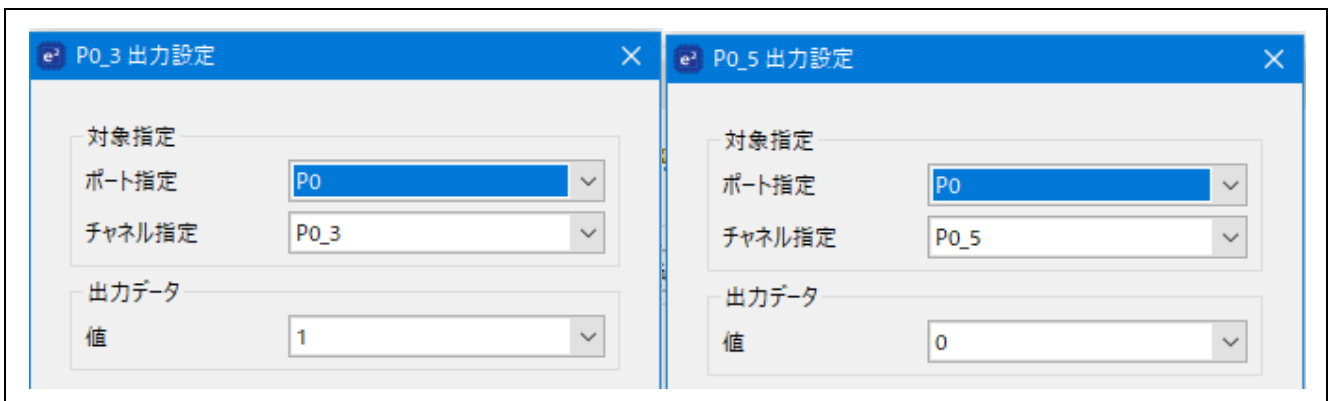 e² P0_3 出力設定
対象指定
ポート指定 P0
チャネル指定 P0_3
出力データ
値 1
e² P0_5 出力設定
対象指定
ポート指定 P0
チャネル指定 P0_5
出力データ
値 0